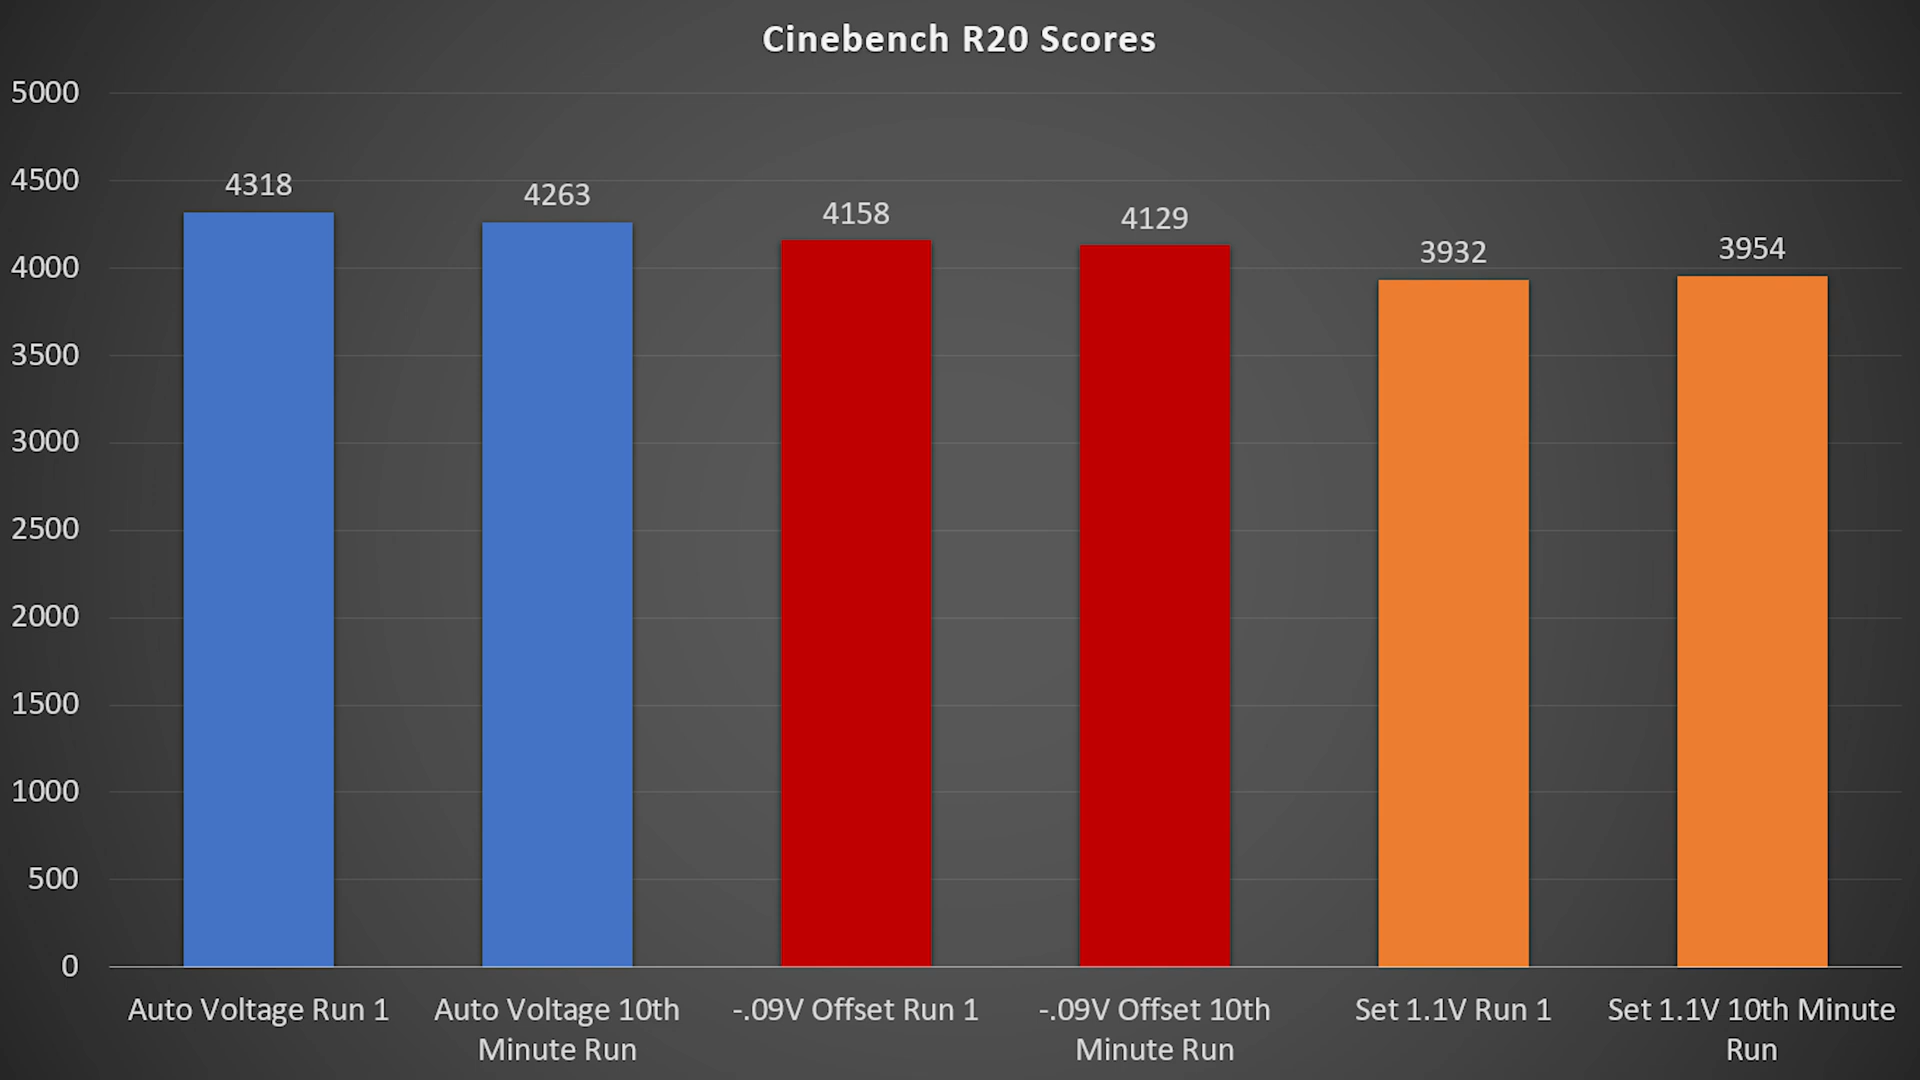 Cinebench R20 Scores
5000
4500
4000
3500
3000
2500
2000
1500
1000
500
0
4318
4263
4158
4129
3932
3954
Auto Voltage Run 1
Auto Voltage 10th
Minute Run
-.09V Offset Run 1
-.09V Offset 10th
Minute Run
Set 1.1V Run 1
Set 1.1V 10th Minute
Run